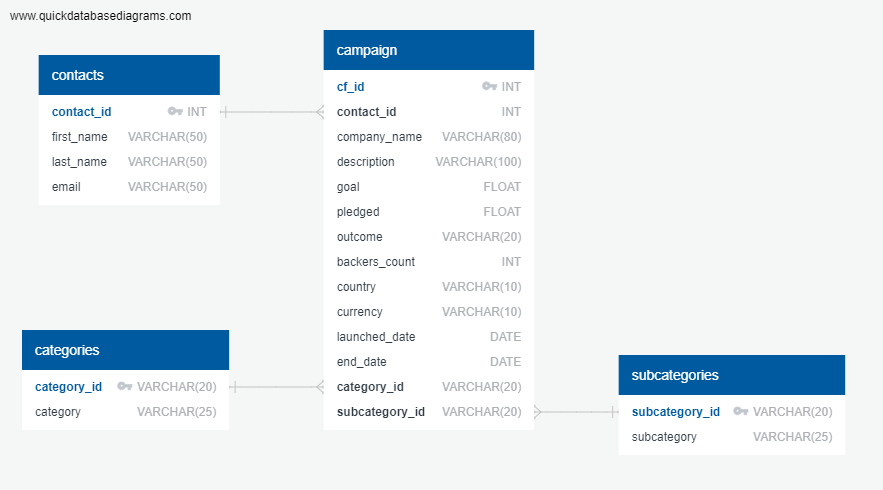 www.quickdatabasediagrams.com
contacts
contact_id INT
first_name VARCHAR(50)
last_name VARCHAR(50)
email VARCHAR(50)
campaign
cf_id INT
contact_id INT
company_name VARCHAR(80)
description VARCHAR(100)
goal FLOAT
pledged FLOAT
outcome VARCHAR(20)
backers_count INT
country VARCHAR(10)
currency VARCHAR(10)
launched_date DATE
end_date DATE
category_id VARCHAR(20)
subcategory_id VARCHAR(20)
categories
category_id VARCHAR(20)
category VARCHAR(25)
subcategories
subcategory_id VARCHAR(20)
subcategory VARCHAR(25)